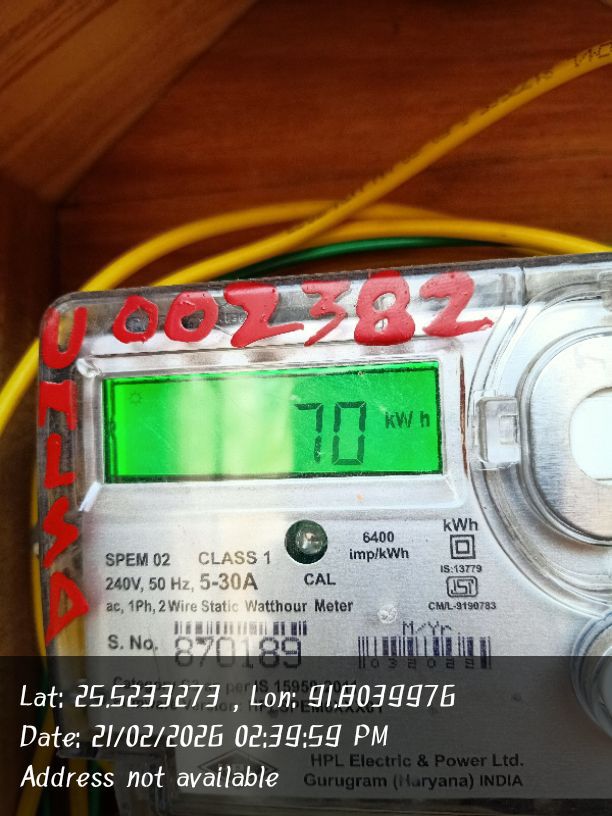 002382
UMLSD
70 kWh
kWh
6400
imp/kWh
SPEM 02 CLASS 1
240V, 50 Hz, 5-30A
CAL
IS:13779
ISI
CM/L-9190783
ac, 1Ph, 2 Wire Static Watthour Meter
M/Yr
S. No. 870189
Lat: 25.5233273 , Lon: 91.8039976
Date: 21/02/2026 02:39:59 PM
Address not available
HPL Electric & Power Ltd.
Gurugram (Haryana) INDIA